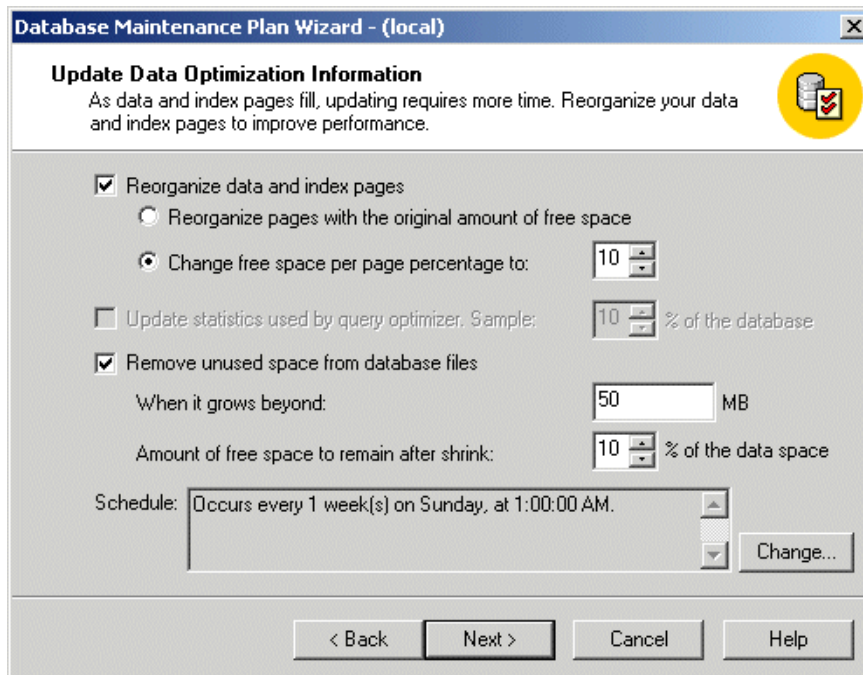 Database Maintenance Plan Wizard - (local)
Update Data Optimization Information
As data and index pages fill, updating requires more time. Reorganize your data
and index pages to improve performance.
Reorganize data and index pages
Reorganize pages with the original amount of free space
Change free space per page percentage to: 10
Update statistics used by query optimizer. Sample: 10 % of the database
Remove unused space from database files
When it grows beyond: 50 MB
Amount of free space to remain after shrink: 10 % of the data space
Schedule: Occurs every 1 week(s) on Sunday, at 1:00:00 AM.
Change...
< Back Next > Cancel Help